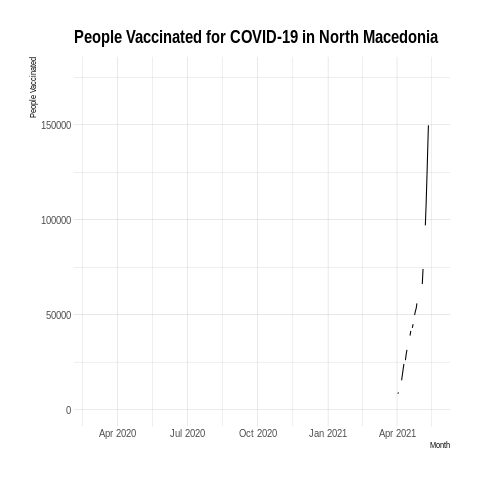 People Vaccinated for COVID-19 in North Macedonia
People Vaccinated
150000
100000
50000
0
Apr 2020 Jul 2020 Oct 2020 Jan 2021 Apr 2021
Month